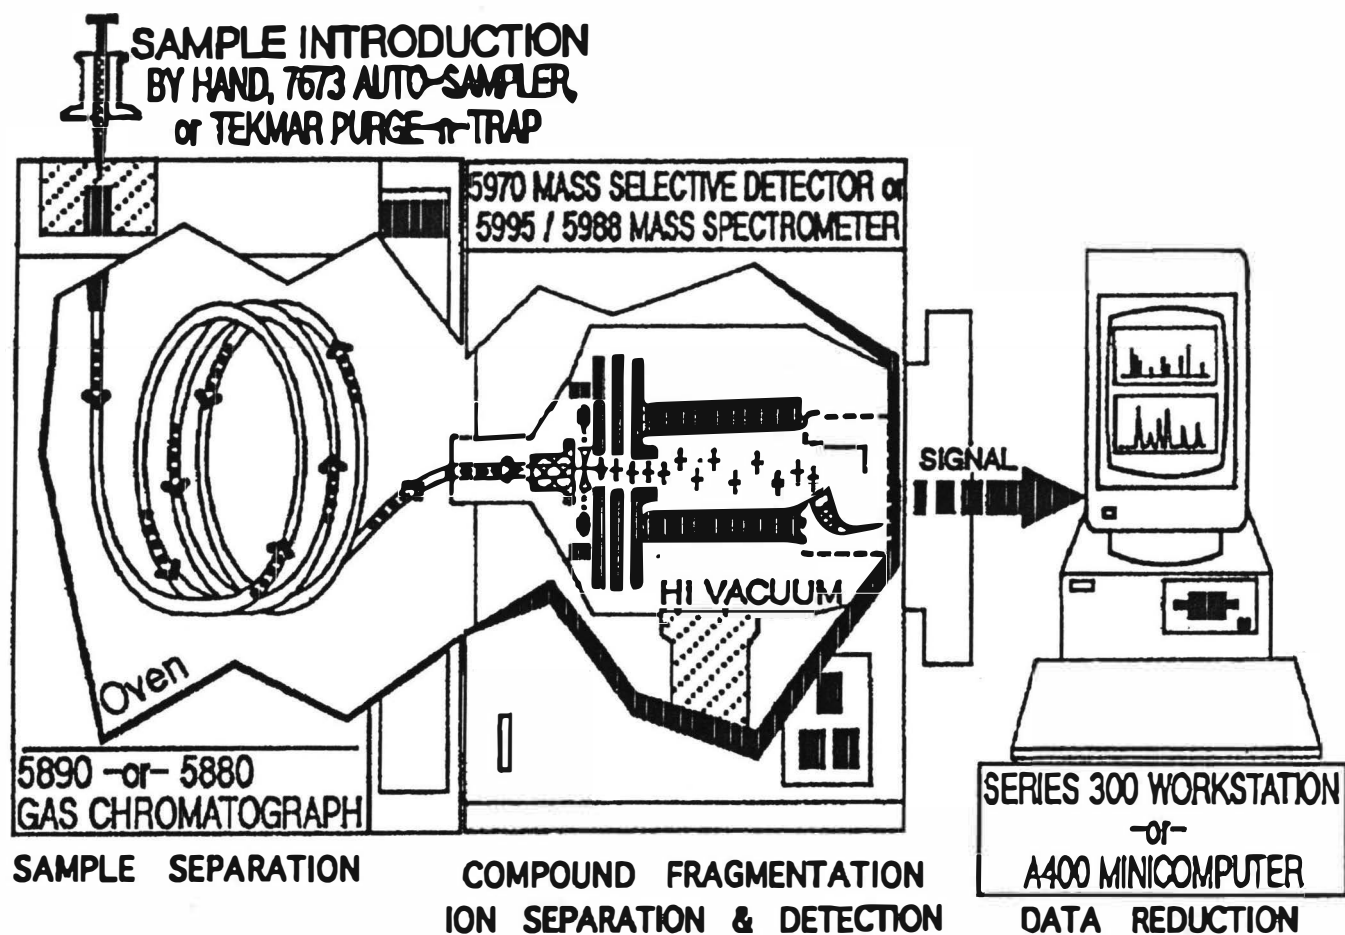 SAMPLE INTRODUCTION
BY HAND, 7673 AUTO-SAMPLER,
or TEKMAR PURGE-n-TRAP
5970 MASS SELECTIVE DETECTOR or
5995 / 5988 MASS SPECTROMETER
SIGNAL
HI VACUUM
Oven
5890 -or- 5880
GAS CHROMATOGRAPH
SERIES 300 WORKSTATION
-or-
A400 MINICOMPUTER
SAMPLE SEPARATION
COMPOUND FRAGMENTATION
ION SEPARATION & DETECTION
DATA REDUCTION